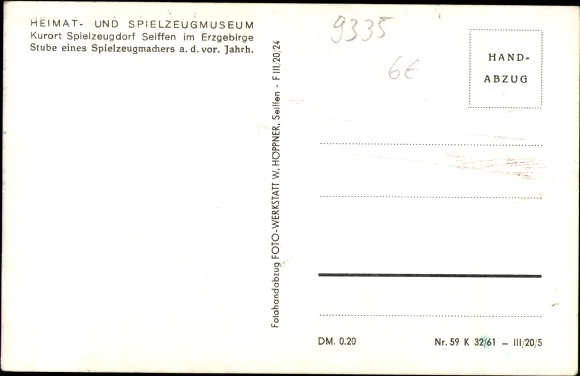 HEIMAT- UND SPIELZEUGMUSEUM
Kurort Spielzeugdorf Seiffen im Erzgebirge
Stube eines Spielzeugmachers a. d. vor. Jahrh.
9335
6€
HAND-
ABZUG
Fotohandabzug FOTO-WERKSTATT W. HOPPNER, Seiffen - F III/20/24
DM. 0.20
Nr. 59 K 32/61 – III/20/5